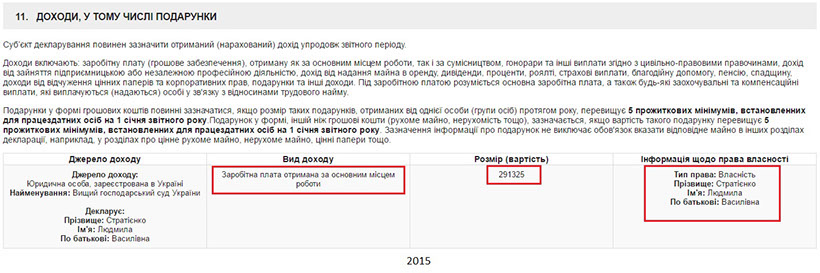 11. ДОХОДИ, У ТОМУ ЧИСЛІ ПОДАРУНКИ
Суб'єкт декларування повинен зазначити отриманий (нарахований) дохід упродовж звітного періоду.
Доходи включають: заробітну плату (грошове забезпечення), отриману як за основним місцем роботи, так і за сумісництвом, гонорари та інші виплати згідно з цивільно-правовими правочинами, дохід
від зайняття підприємницькою або незалежною професійною діяльністю, дохід від надання майна в оренду, дивіденди, проценти, роялті, страхові виплати, благодійну допомогу, пенсію, спадщину,
доходи від відчуження цінних паперів та корпоративних прав, подарунки та інші доходи. Під заробітною платою розуміється основна заробітна плата, а також будь-які заохочувальні та компенсаційні
виплати, які виплачуються (надаються) особі у зв'язку з відносинами трудового найму.
Подарунки у формі грошових коштів повинні зазначатися, якщо розмір таких подарунків, отриманих від однієї особи (групи осіб) протягом року, перевищує 5 прожиткових мінімумів, встановленних
для працездатних осіб на 1 січня звітного року.Подарунок у формі, іншій ніж грошові кошти (рухоме майно, нерухомість тощо), зазначається, якщо вартість такого подарунку перевищує 5
прожиткових мінімумів, встановленних для працездатних осіб на 1 січня звітного року. Зазначення інформації про подарунок не виключає обов'язок вказати відповідне майно в інших розділах
декларації, наприклад, у розділах про цінне рухоме майно, нерухоме майно, цінні папери тощо.
Джерело доходу
Вид доходу
Розмір (вартість)
Інформація щодо права власності
Джерело доходу:
Юридична особа, зареєстрована в Україні
Найменування: Вищий господарський суд України
Декларує:
Прізвище: Стратієнко
Ім'я: Людмила
По батькові: Василівна
Заробітна плата отримана за основним місцем
роботи
291325
Тип права: Власність
Прізвище: Стратієнко
Ім'я: Людмила
По батькові: Василівна
2015